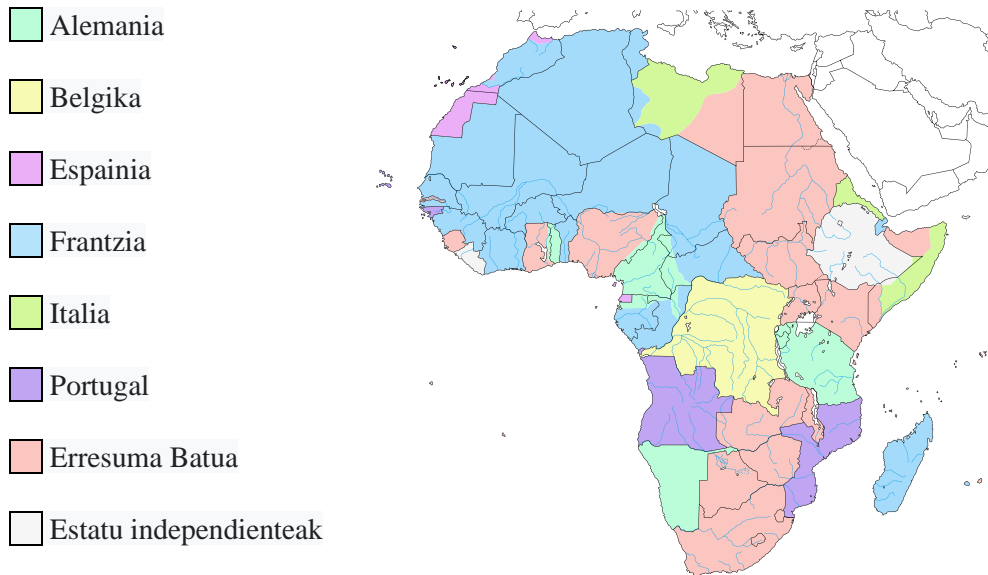 Alemania
Belgika
Espainia
Frantzia
Italia
Portugal
Erresuma Batua
Estatu independienteak